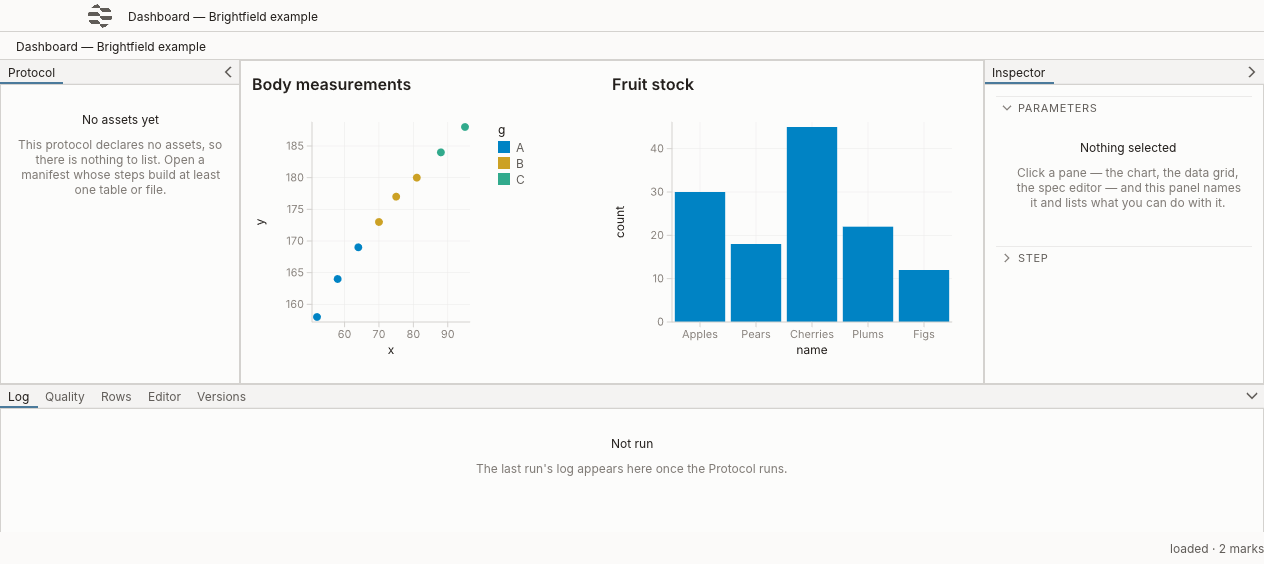 Dashboard — Brightfield example
Dashboard — Brightfield example
Protocol
No assets yet
This protocol declares no assets, so
there is nothing to list. Open a
manifest whose steps build at least
one table or file.
Body measurements
y
185
180
175
170
165
160
60 70 80 90
x
g
A
B
C
Fruit stock
count
40
30
20
10
0
Apples Pears Cherries Plums Figs
name
Inspector
PARAMETERS
Nothing selected
Click a pane — the chart, the data grid,
the spec editor — and this panel names
it and lists what you can do with it.
STEP
Log Quality Rows Editor Versions
Not run
The last run's log appears here once the Protocol runs.
loaded · 2 marks